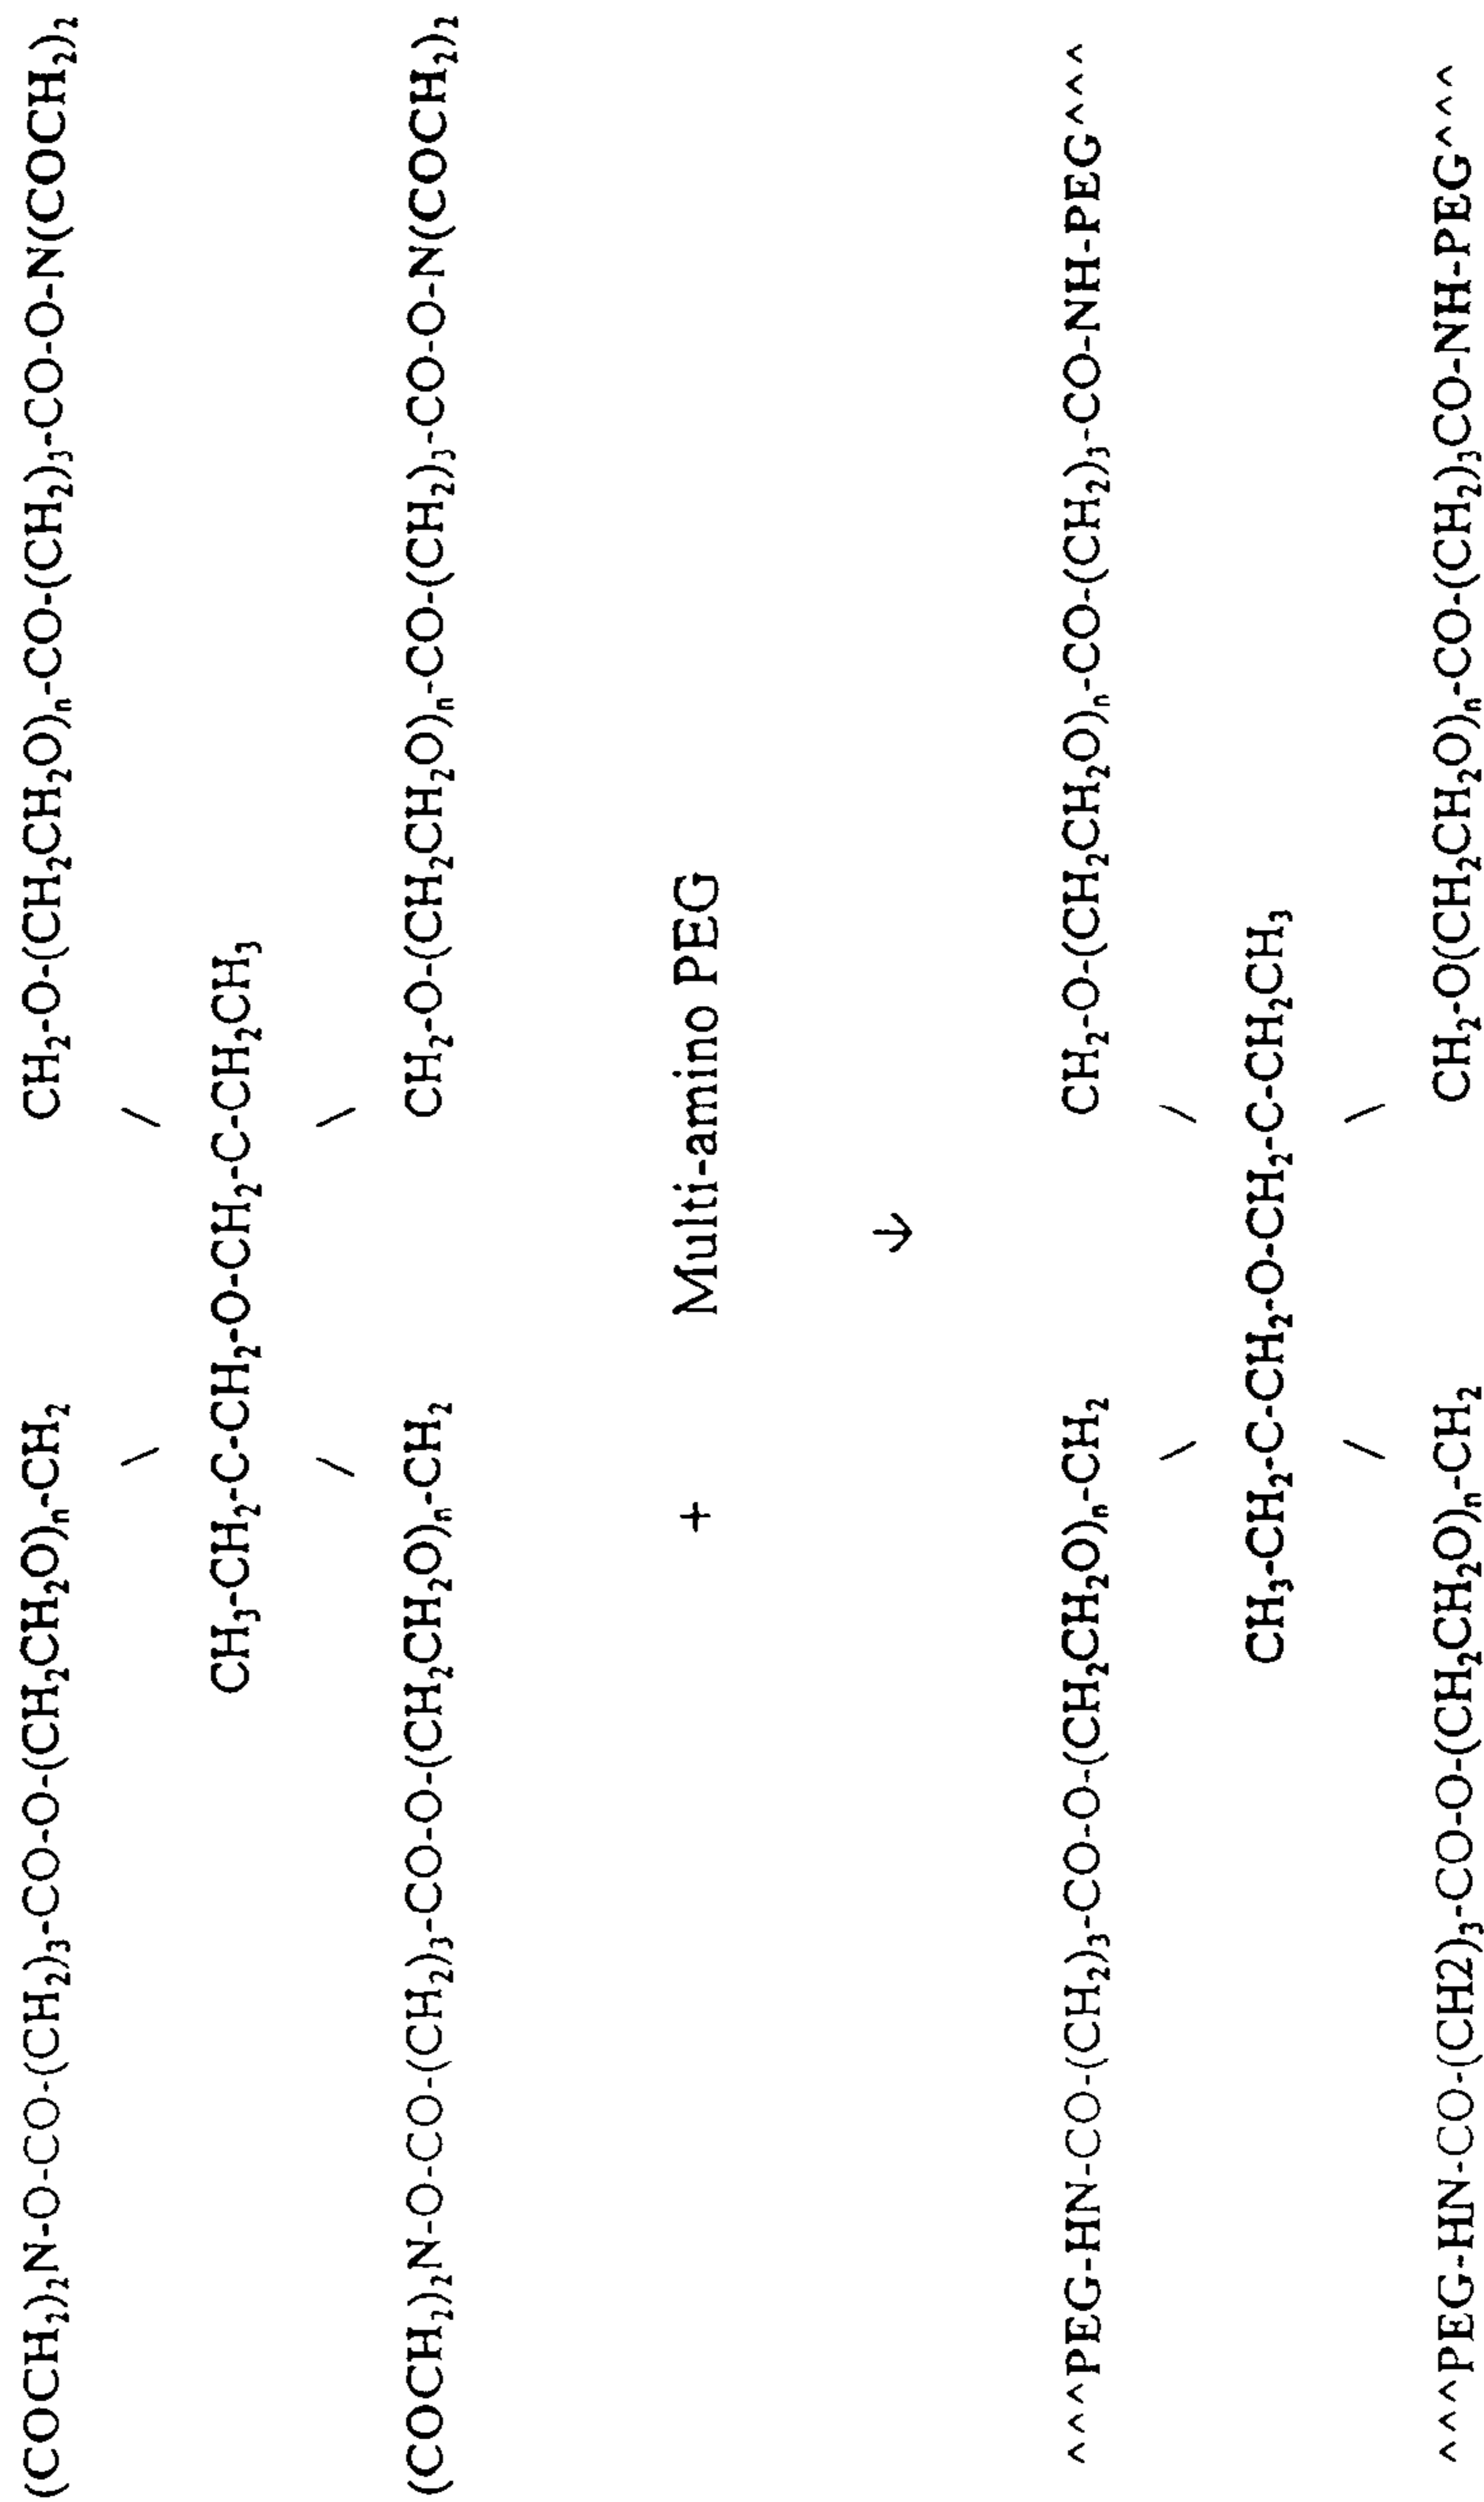 (COCH₂)₂N-O-CO-(CH₂)₃-CO-O-(CH₂CH₂O)ₙ-CH₂ CH₂-O-(CH₂CH₂O)ₙ-CO-(CH₂)₃-CO-O-N(COCH₂)₂
\ /
CH₃-CH₂-C-CH₂-O-CH₂-C-CH₂CH₃
/ \
(COCH₂)₂N-O-CO-(CH₂)₃-CO-O-(CH₂CH₂O)ₙ-CH₂ CH₂-O-(CH₂CH₂O)ₙ-CO-(CH₂)₃-CO-O-N(COCH₂)₂
+ Multi-amino PEG
↓
^^^PEG-HN-CO-(CH₂)₃-CO-O-(CH₂CH₂O)ₙ-CH₂ CH₂-O-(CH₂CH₂O)ₙ-CO-(CH₂)₃-CO-NH-PEG^^^
\ /
CH₃-CH₂-C-CH₂-O-CH₂-C-CH₂CH₃
/ \
^^^PEG-HN-CO-(CH2)₃-CO-O-(CH₂CH₂O)ₙ-CH₂ CH₂-O(CH₂CH₂O)ₙ-CO-(CH₂)₃CO-NH-PEG^^^